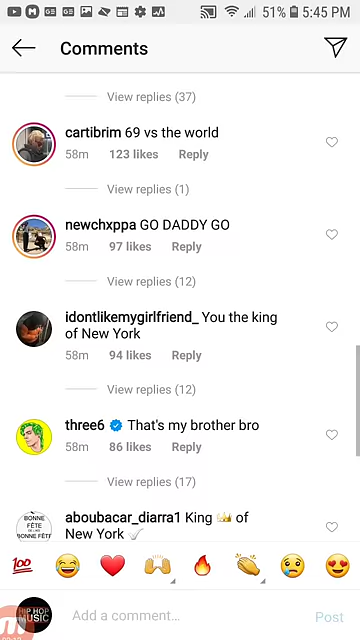 51% 5:45 PM
Comments
View replies (37)
cartibrim 69 vs the world
58m 123 likes Reply
View replies (1)
newchxppa GO DADDY GO
58m 97 likes Reply
View replies (12)
idontlikemygirlfriend_ You the king
of New York
58m 94 likes Reply
View replies (12)
three6 That's my brother bro
58m 86 likes Reply
View replies (17)
BONNE
FÊTE
BONNE FÊT
aboubacar_diarra1 King 👑 of
New York
💯 😂 ❤️ 🙌 🔥 👏 😢 😍
HIP HOP
MUSIC
Add a comment...
Post